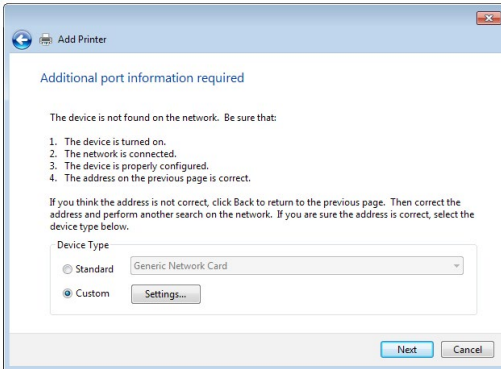 Add Printer
Additional port information required
The device is not found on the network.  Be sure that:
1.  The device is turned on.
2.  The network is connected.
3.  The device is properly configured.
4.  The address on the previous page is correct.
If you think the address is not correct, click Back to return to the previous page.  Then correct the
address and perform another search on the network.  If you are sure the address is correct, select the
device type below.
Device Type
Standard Generic Network Card
Custom Settings...
Next Cancel